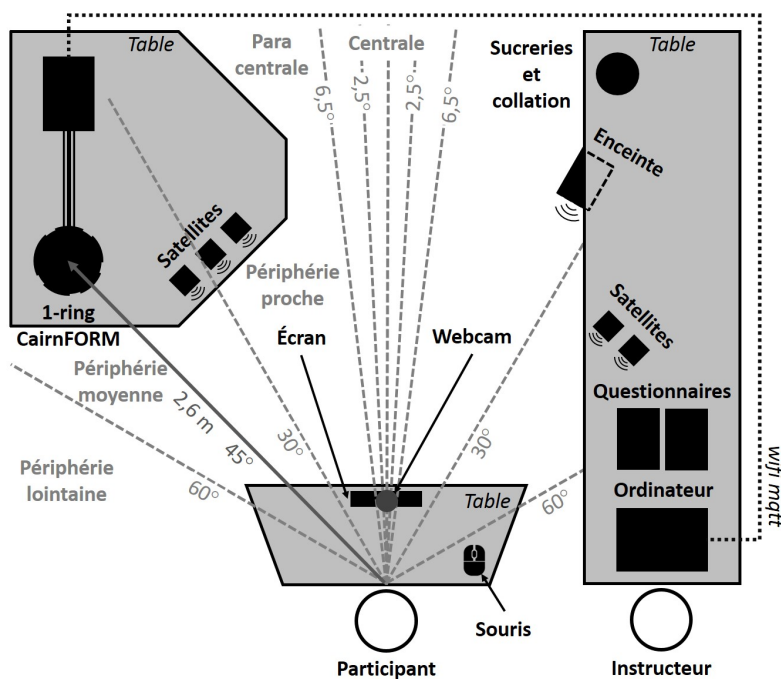 Table
Para
centrale
Centrale
6,5°
2,5°
2,5°
6,5°
Sucreries
et
collation
Table
Enceinte
Satellites
Périphérie
proche
1-ring
CairnFORM
Écran
Webcam
Satellites
Périphérie
moyenne
2,6 m
45°
30°
30°
Questionnaires
Périphérie
lointaine
60°
60°
Table
Ordinateur
wifi mqtt
Souris
Participant
Instructeur